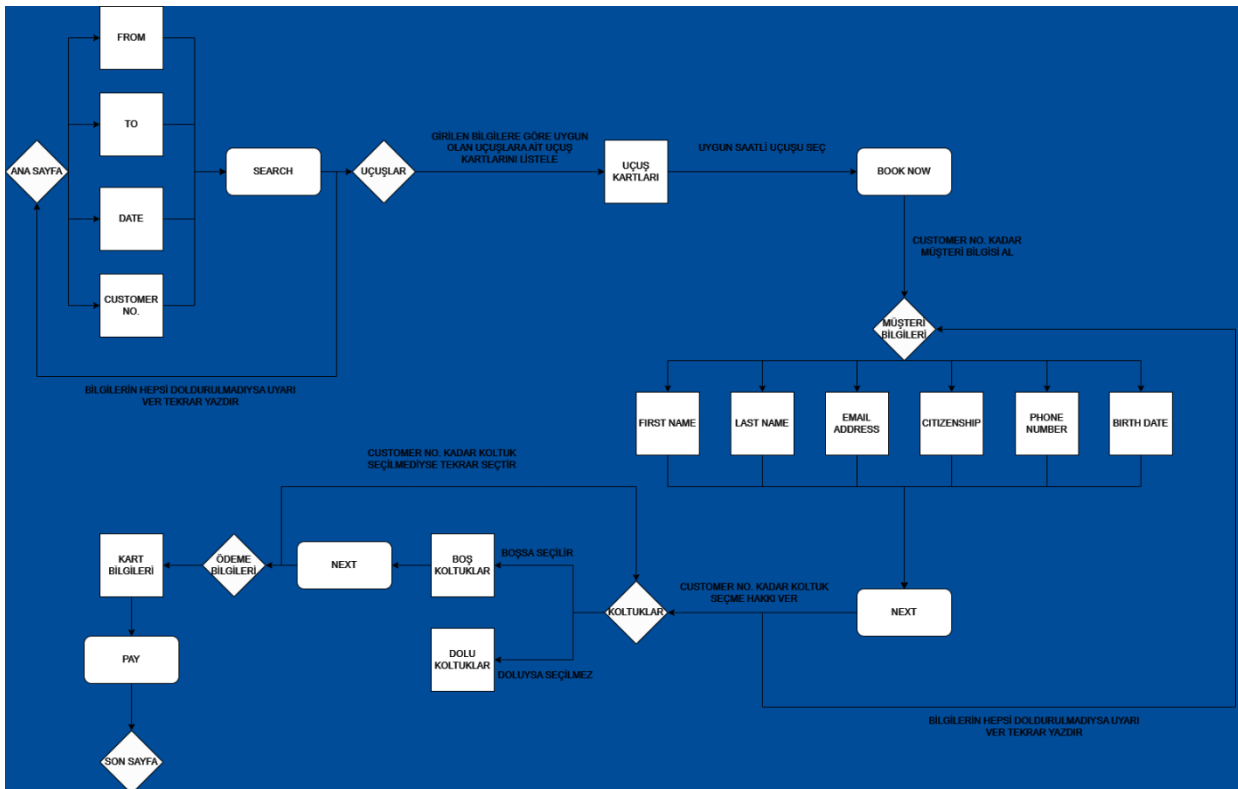 FROM
TO
ANA SAYFA
DATE
CUSTOMER
NO.
SEARCH
BİLGİLERİN HEPSİ DOLDURULMADIYSA UYARI
VER TEKRAR YAZDIR
UÇUŞLAR
GİRİLEN BİLGİLERE GÖRE UYGUN
OLAN UÇUŞLARA AİT UÇUŞ
KARTLARINI LİSTELE
UÇUŞ
KARTLARI
UYGUN SAATLİ UÇUŞU SEÇ
BOOK NOW
CUSTOMER NO. KADAR
MÜŞTERİ BİLGİSİ AL
MÜŞTERİ
BİLGİLERİ
FIRST NAME
LAST NAME
EMAIL
ADDRESS
CITIZENSHIP
PHONE
NUMBER
BIRTH DATE
NEXT
BİLGİLERİN HEPSİ DOLDURULMADIYSA UYARI
VER TEKRAR YAZDIR
CUSTOMER NO. KADAR KOLTUK
SEÇME HAKKI VER
KOLTUKLAR
BOŞSA SEÇİLİR
BOŞ
KOLTUKLAR
DOLUYSA SEÇİLMEZ
DOLU
KOLTUKLAR
NEXT
CUSTOMER NO. KADAR KOLTUK
SEÇİLMEDİYSE TEKRAR SEÇTİR
ÖDEME
BİLGİLERİ
KART
BİLGİLERİ
PAY
SON SAYFA